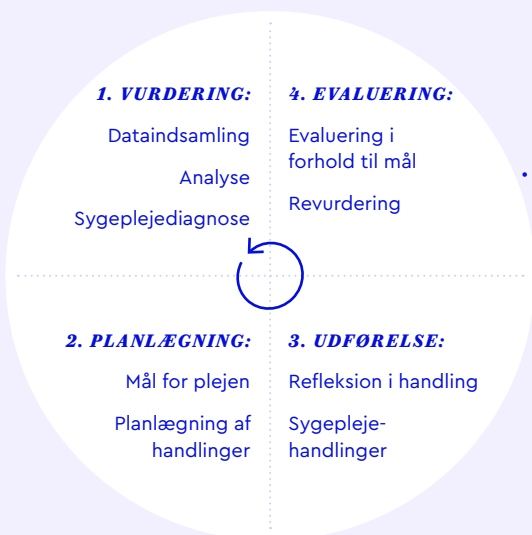 1. VURDERING:
Dataindsamling
Analyse
Sygeplejediagnose
2. PLANLÆGNING:
Mål for plejen
Planlægning af
handlinger
3. UDFØRELSE:
Refleksion i handling
Sygepleje-
handlinger
4. EVALUERING:
Evaluering i
forhold til mål
Revurdering